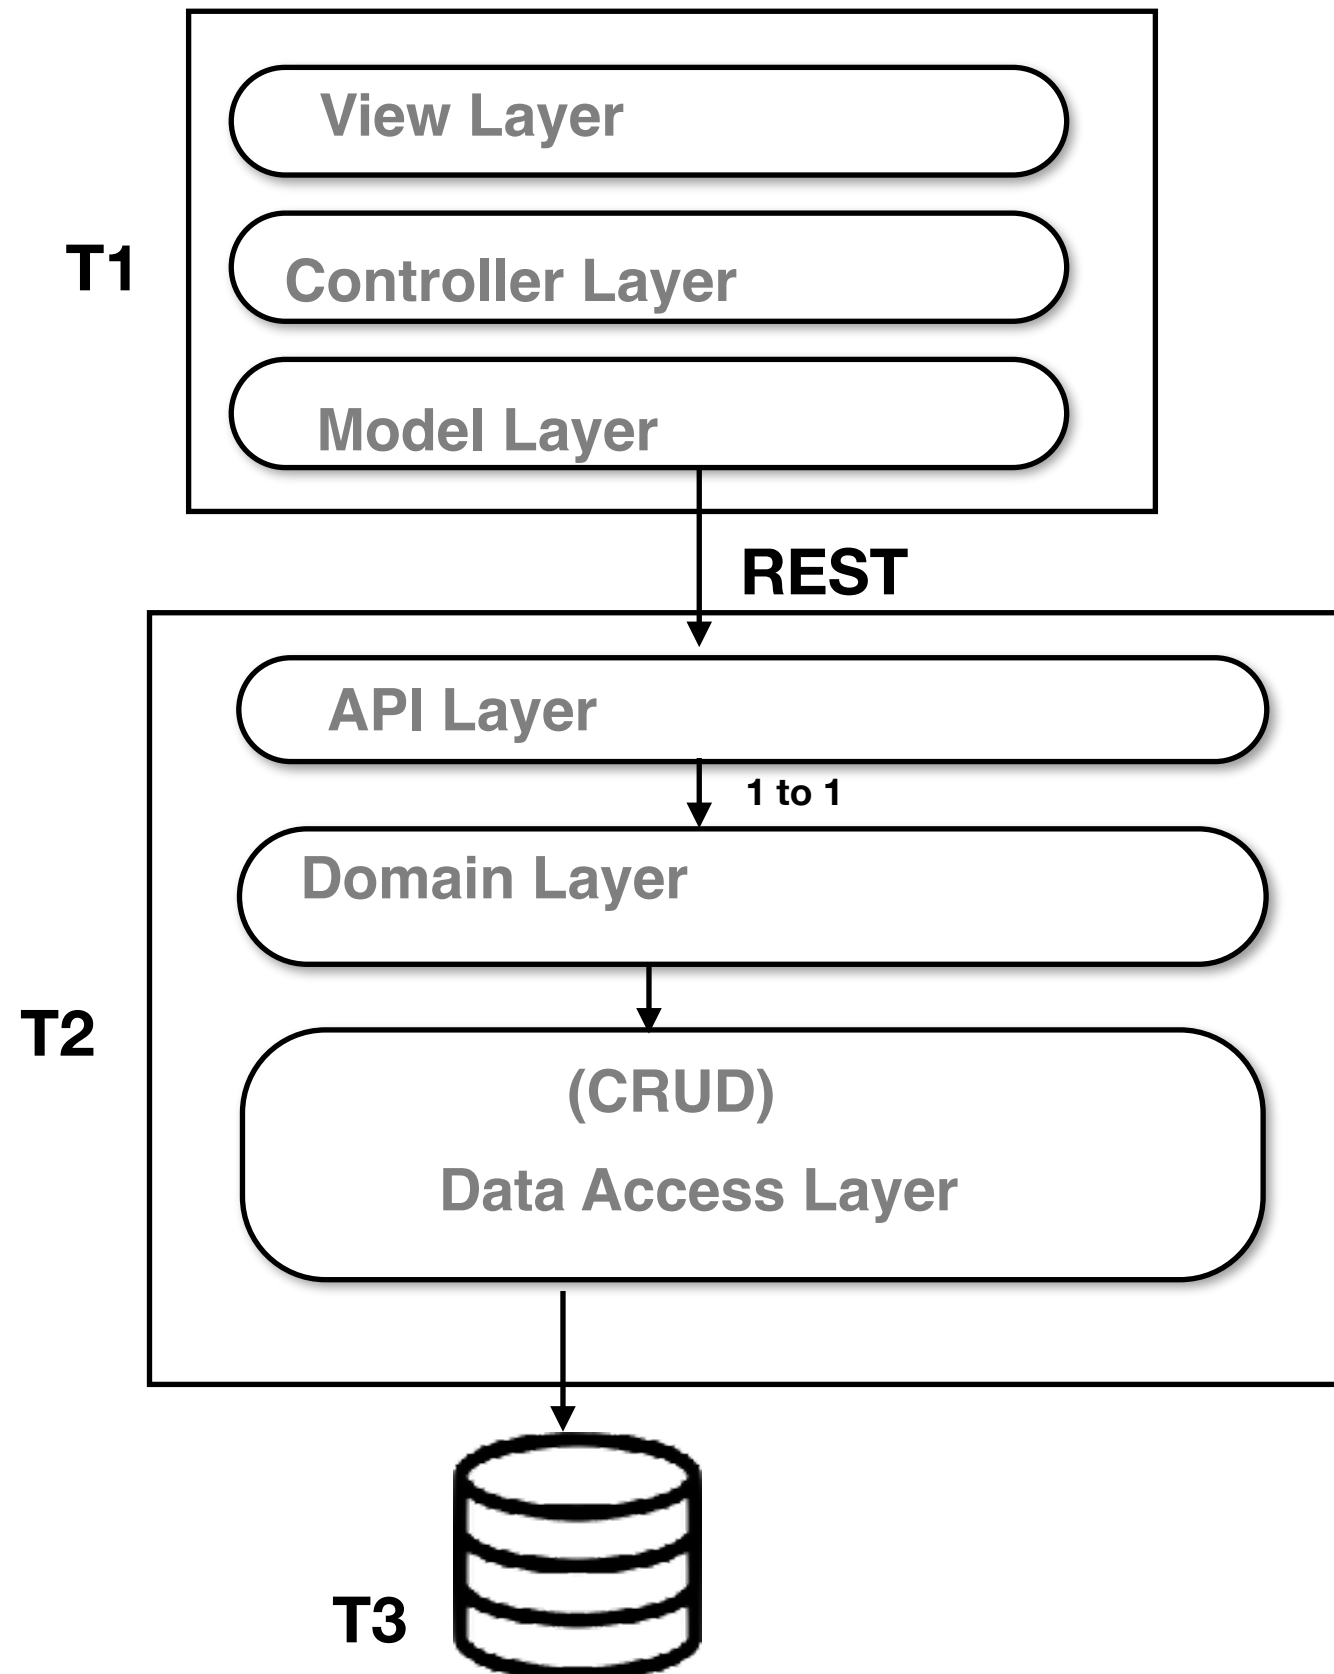 View Layer
T1
Controller Layer
Model Layer
REST
API Layer
1 to 1
Domain Layer
T2
(CRUD)
Data Access Layer
T3